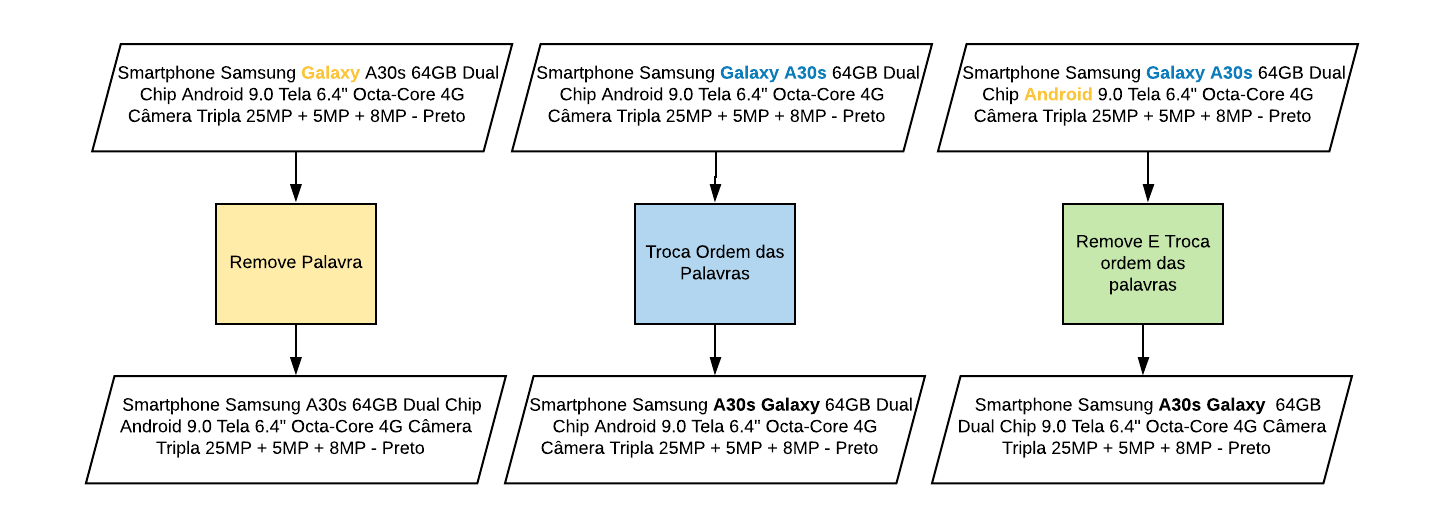 Smartphone Samsung Galaxy A30s 64GB Dual
Chip Android 9.0 Tela 6.4" Octa-Core 4G
Câmera Tripla 25MP + 5MP + 8MP - Preto
Smartphone Samsung Galaxy A30s 64GB Dual
Chip Android 9.0 Tela 6.4" Octa-Core 4G
Câmera Tripla 25MP + 5MP + 8MP - Preto
Smartphone Samsung Galaxy A30s 64GB Dual
Chip Android 9.0 Tela 6.4" Octa-Core 4G
Câmera Tripla 25MP + 5MP + 8MP - Preto
Remove Palavra
Troca Ordem das
Palavras
Remove E Troca
ordem das
palavras
Smartphone Samsung A30s 64GB Dual Chip
Android 9.0 Tela 6.4" Octa-Core 4G Câmera
Tripla 25MP + 5MP + 8MP - Preto
Smartphone Samsung A30s Galaxy 64GB Dual
Chip Android 9.0 Tela 6.4" Octa-Core 4G
Câmera Tripla 25MP + 5MP + 8MP - Preto
Smartphone Samsung A30s Galaxy 64GB
Dual Chip 9.0 Tela 6.4" Octa-Core 4G Câmera
Tripla 25MP + 5MP + 8MP - Preto